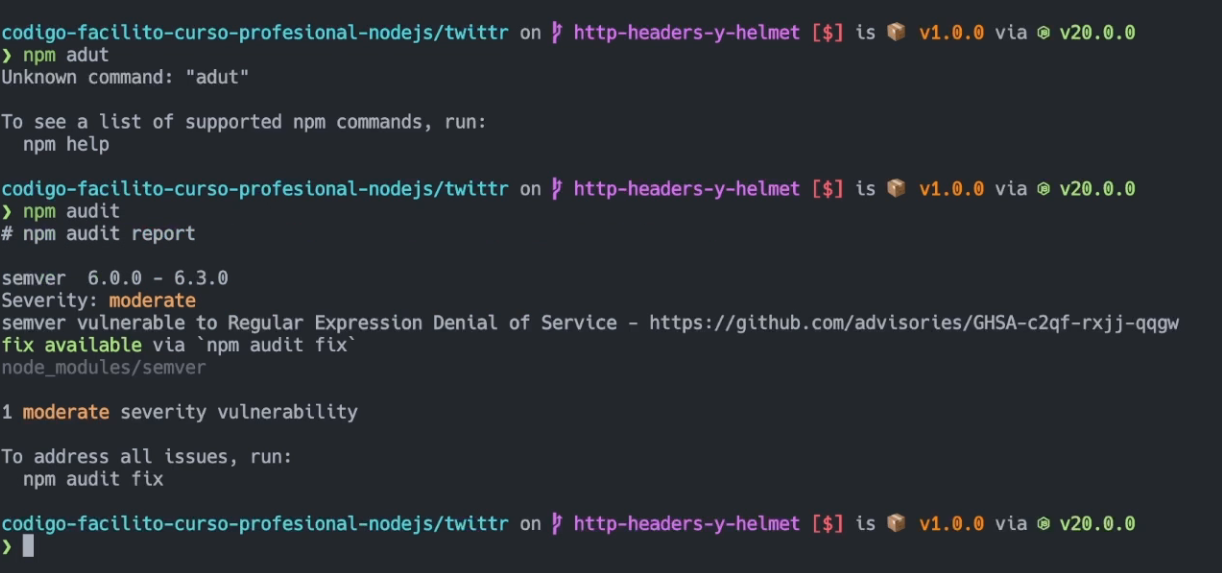 codigo-facilito-curso-profesional-nodejs/twittr on http-headers-y-helmet [$] is 📦 v1.0.0 via v20.0.0
❯ npm adut
Unknown command: "adut"
To see a list of supported npm commands, run:
npm help
codigo-facilito-curso-profesional-nodejs/twittr on http-headers-y-helmet [$] is 📦 v1.0.0 via v20.0.0
❯ npm audit
# npm audit report
semver 6.0.0 - 6.3.0
Severity: moderate
semver vulnerable to Regular Expression Denial of Service - https://github.com/advisories/GHSA-c2qf-rxjj-qqgw
fix available via `npm audit fix`
node_modules/semver
1 moderate severity vulnerability
To address all issues, run:
npm audit fix
codigo-facilito-curso-profesional-nodejs/twittr on http-headers-y-helmet [$] is 📦 v1.0.0 via v20.0.0
❯